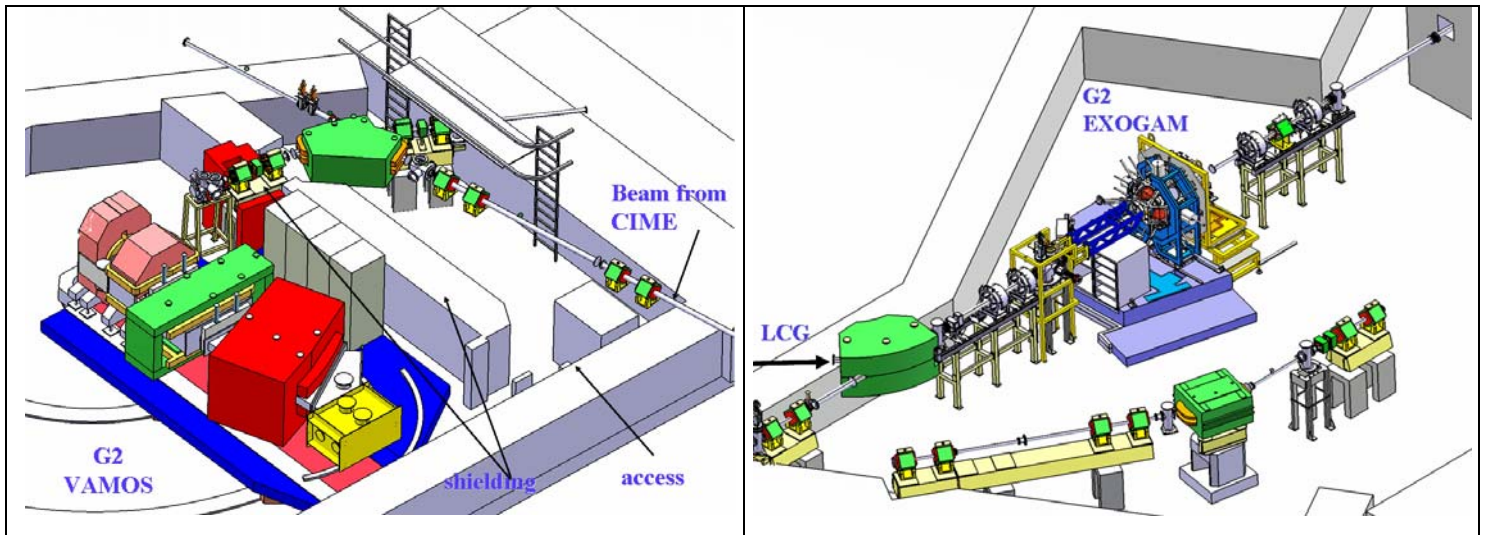 Beam from
CIME
G2
VAMOS
shielding
access
G2
EXOGAM
LCG